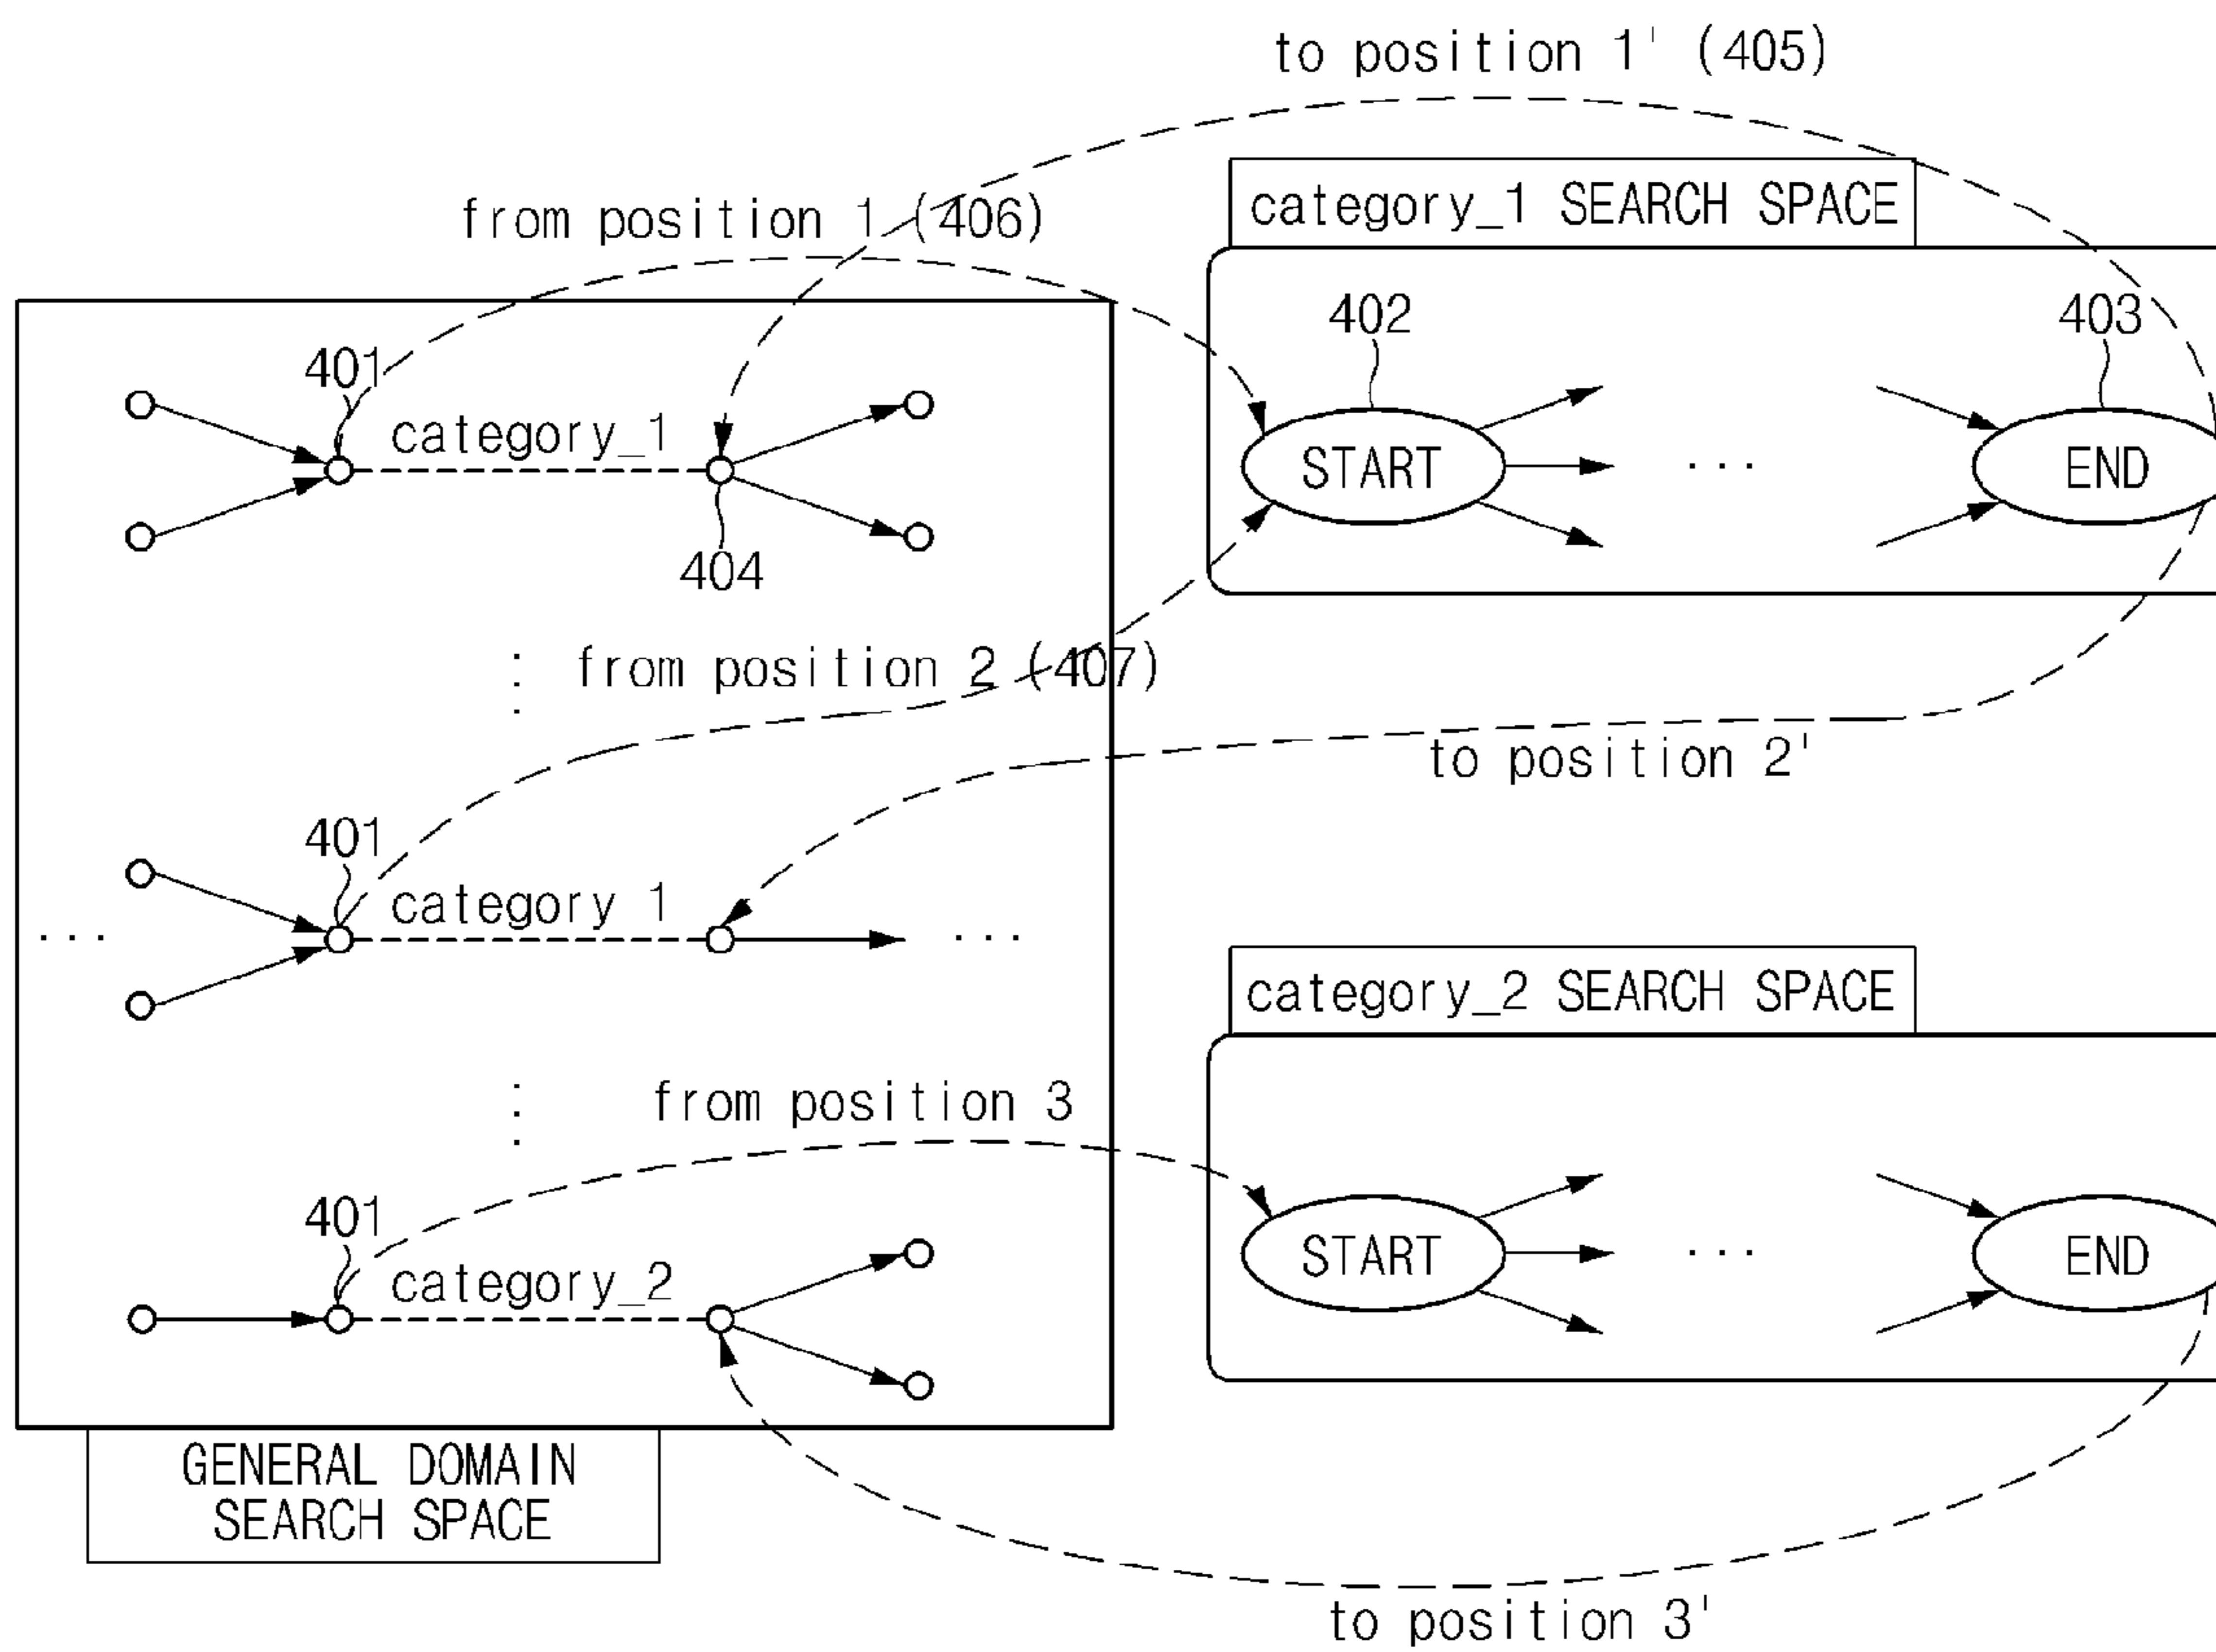 to position 1' (405)
from position 1 (406)
category_1 SEARCH SPACE
402
403
401
category_1
START
...
END
404
from position 2 (407)
to position 2'
401
category_1
...
...
category_2 SEARCH SPACE
from position 3
401
category_2
START
...
END
GENERAL DOMAIN
SEARCH SPACE
to position 3'